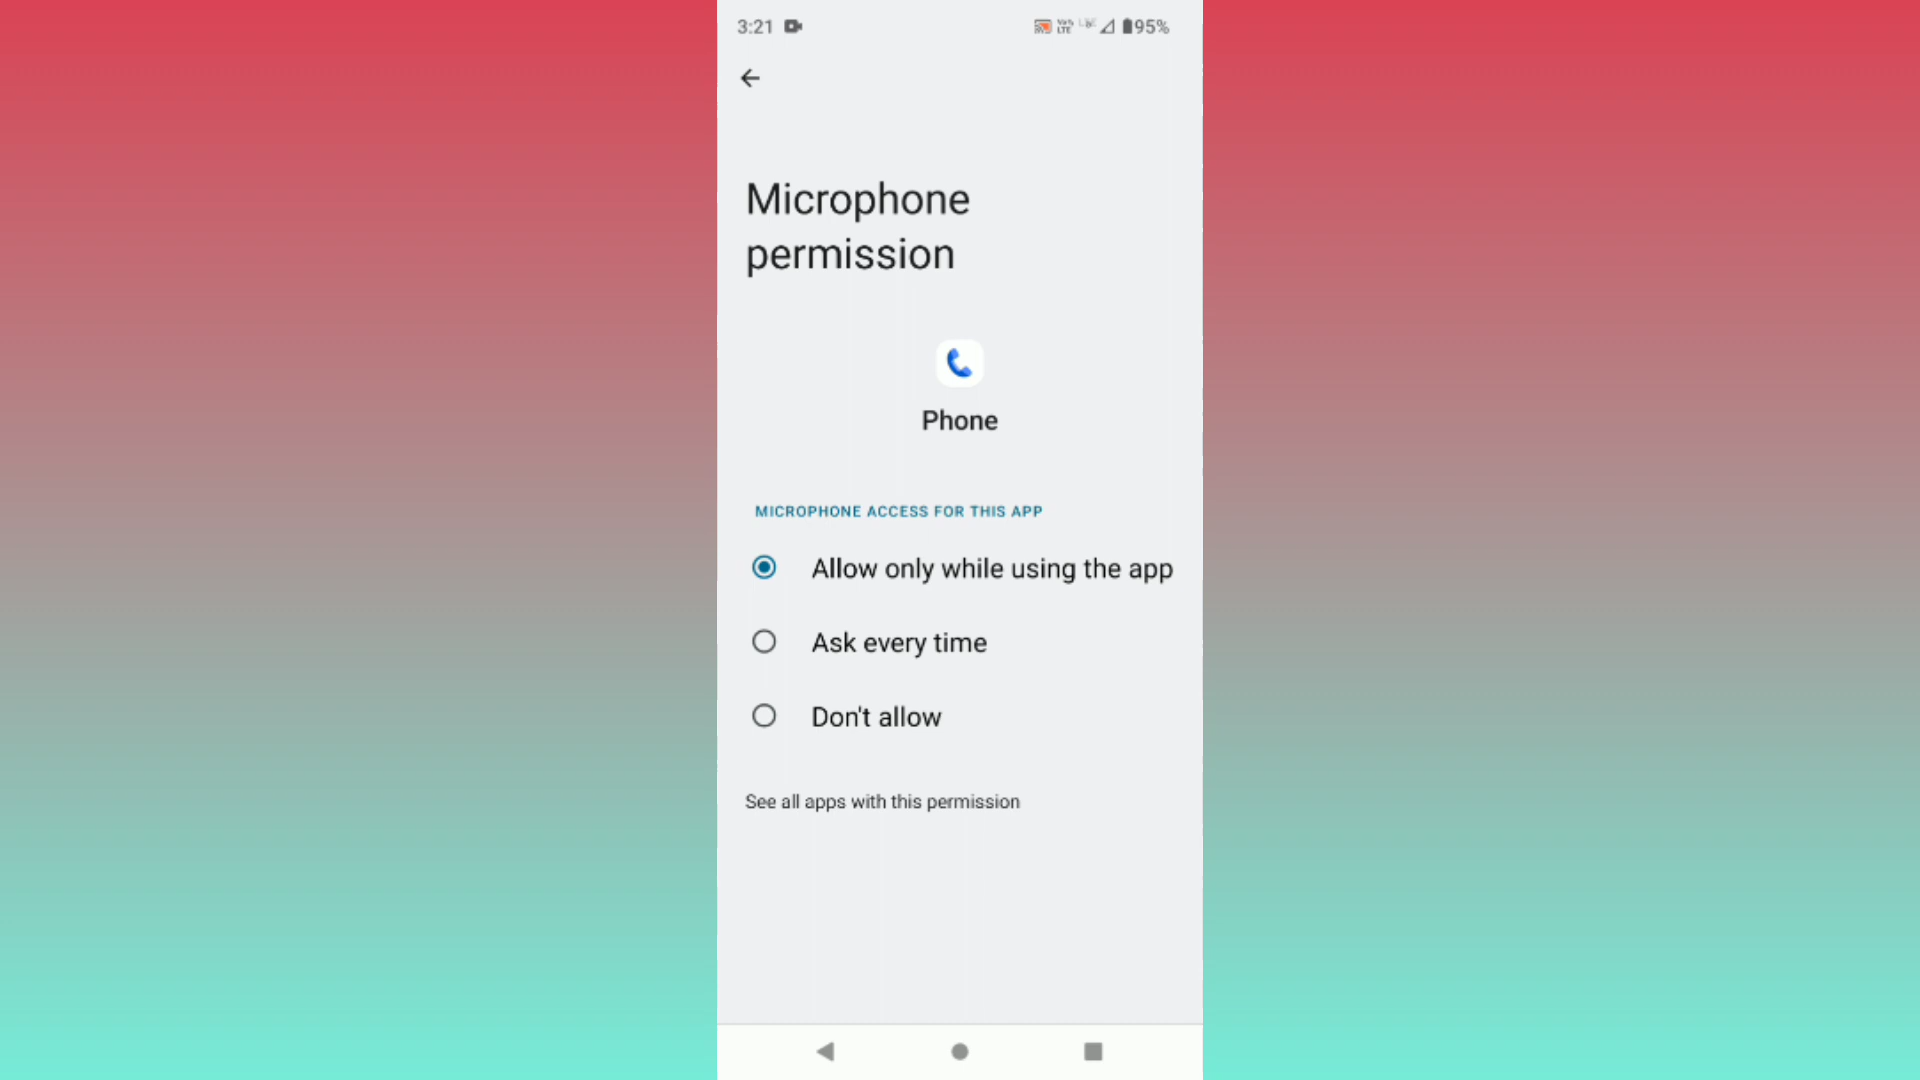 3:21 95%
Microphone
permission
Phone
MICROPHONE ACCESS FOR THIS APP
Allow only while using the app
Ask every time
Don't allow
See all apps with this permission